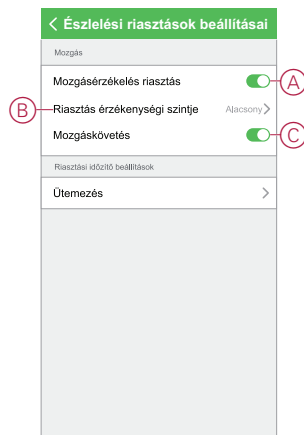 Észlelési riasztások beállításai
Mozgás
Mozgásérzékelés riasztás
A
B
Riasztás érzékenységi szintje
Alacsony
Mozgáskövetés
C
Riasztási időzítő beállítások
Ütemezés